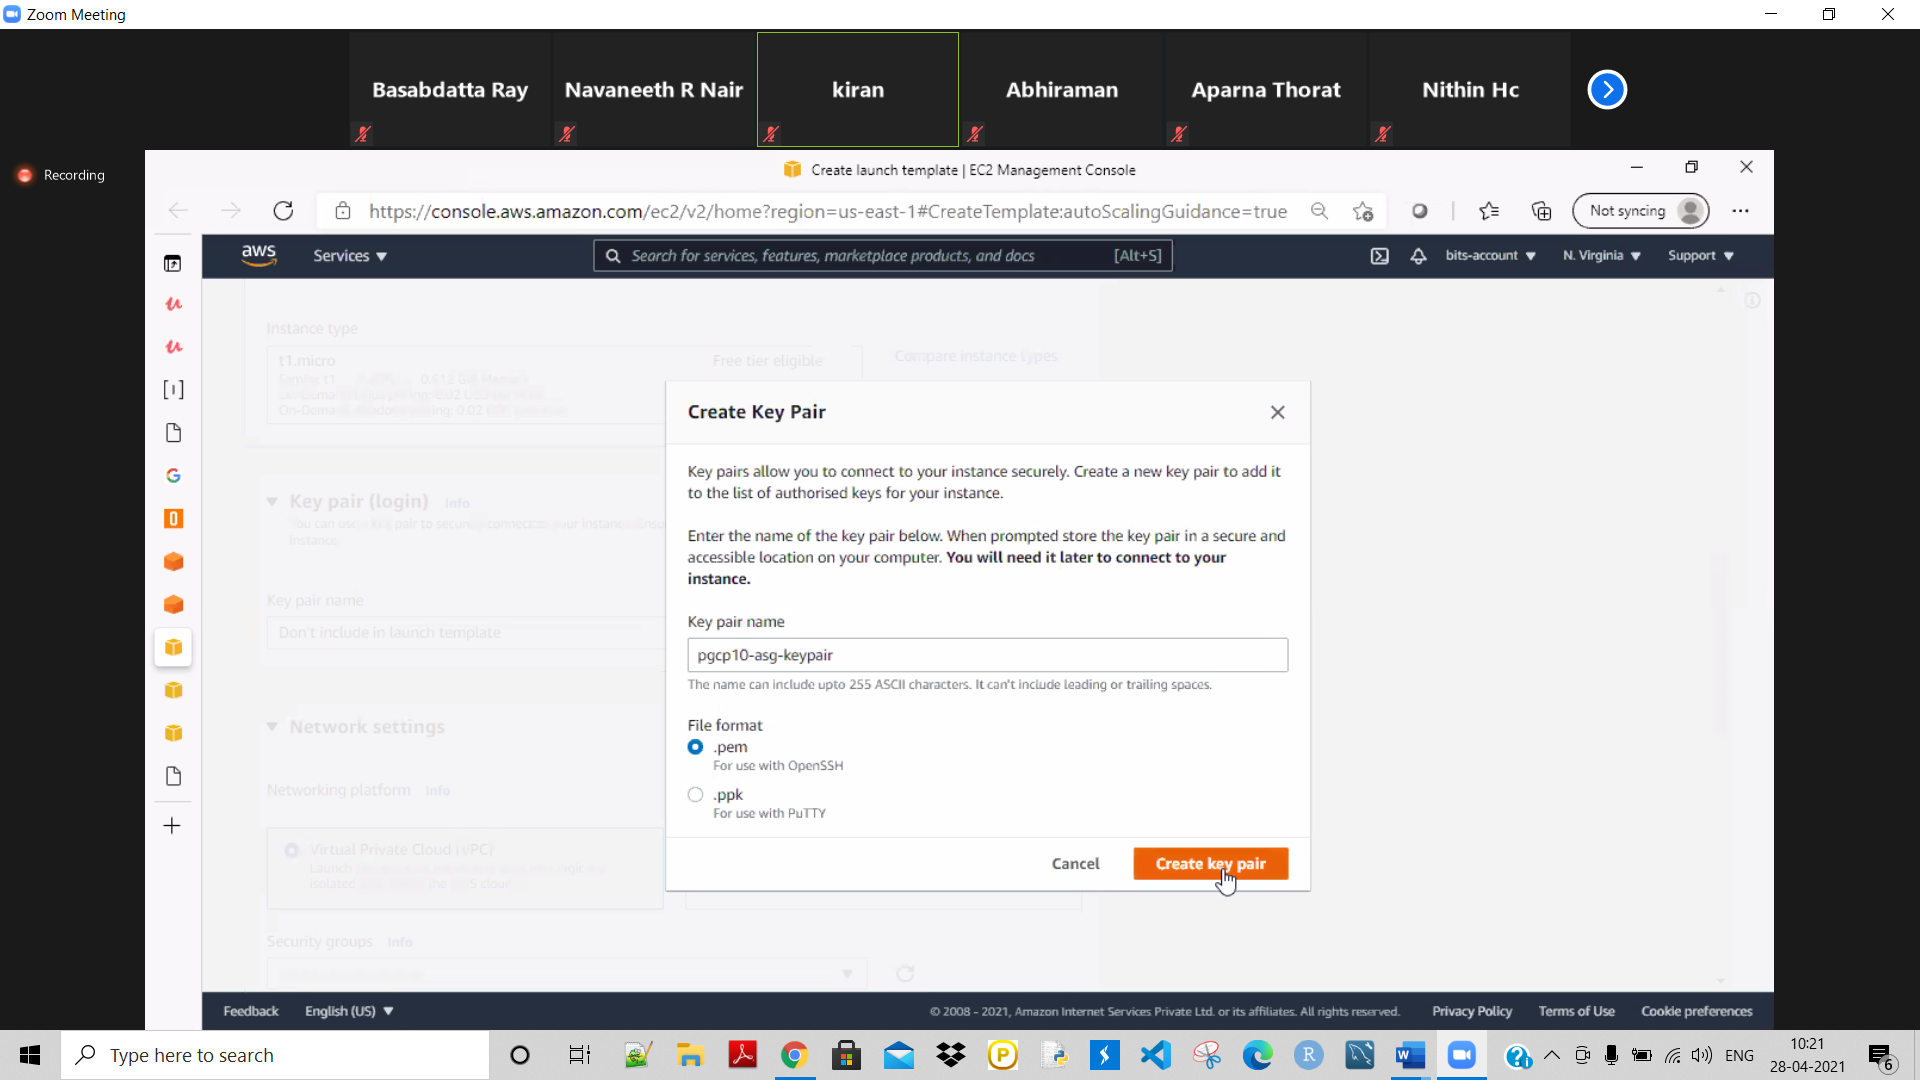 Zoom Meeting
Basabdatta Ray
Navaneeth R Nair
kiran
Abhiraman
Aparna Thorat
Nithin Hc
Recording
Create launch template | EC2 Management Console
https://console.aws.amazon.com/ec2/v2/home?region=us-east-1#CreateTemplate:autoScalingGuidance=true
Not syncing
aws
Services
Search for services, features, marketplace products, and docs
[Alt+S]
bits-account
N. Virginia
Support
Instance type
t1.micro
Free tier eligible
Compare instance types
Create Key Pair
Key pairs allow you to connect to your instance securely. Create a new key pair to add it
to the list of authorised keys for your instance.
Enter the name of the key pair below. When prompted store the key pair in a secure and
accessible location on your computer. You will need it later to connect to your
instance.
Key pair name
pgcp10-asg-keypair
The name can include upto 255 ASCII characters. It can't include leading or trailing spaces.
File format
.pem
For use with OpenSSH
.ppk
For use with PuTTY
Cancel
Create key pair
Key pair (login)
Info
instance.
Key pair name
Don't include in launch template
Network settings
Networking platform
Info
Virtual Private Cloud (VPC)
Security groups
Info
Feedback
English (US)
© 2008 - 2021, Amazon Internet Services Private Ltd. or its affiliates. All rights reserved.
Privacy Policy
Terms of Use
Cookie preferences
Type here to search
ENG
10:21
28-04-2021
6